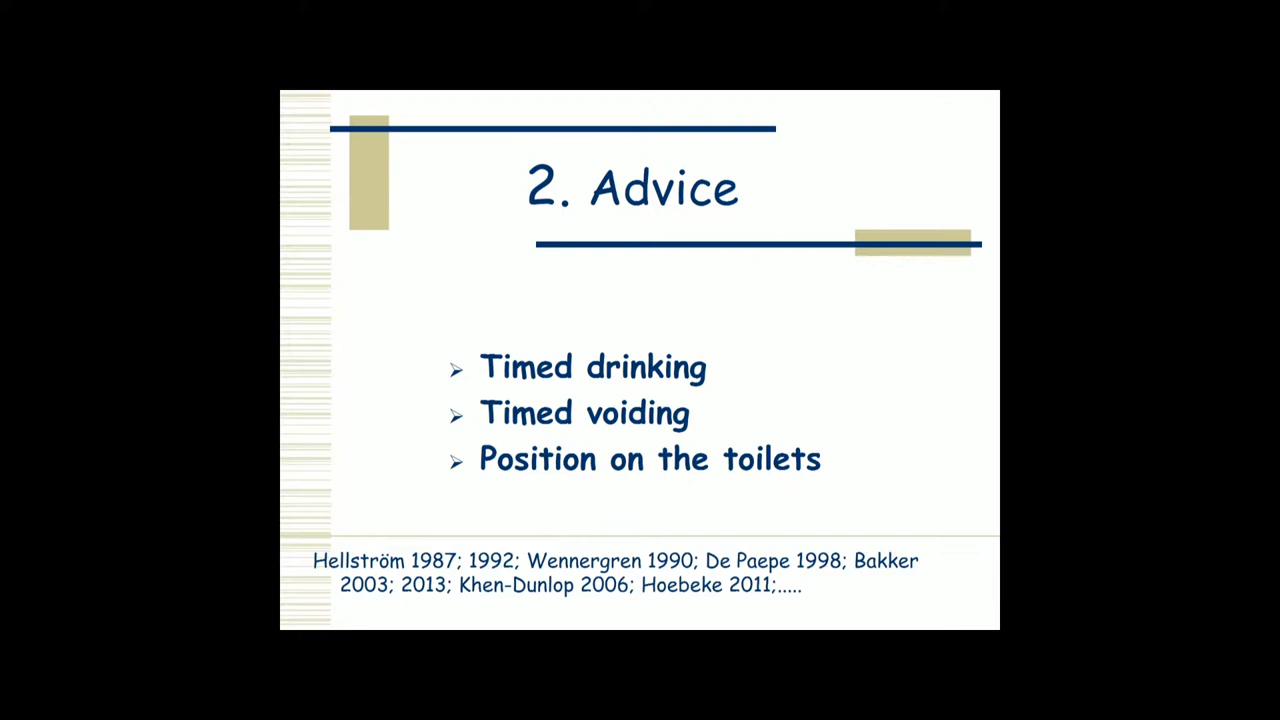 2. Advice
Timed drinking
Timed voiding
Position on the toilets
Hellström 1987; 1992; Wennergren 1990; De Paepe 1998; Bakker
2003; 2013; Khen-Dunlop 2006; Hoebeke 2011;.....